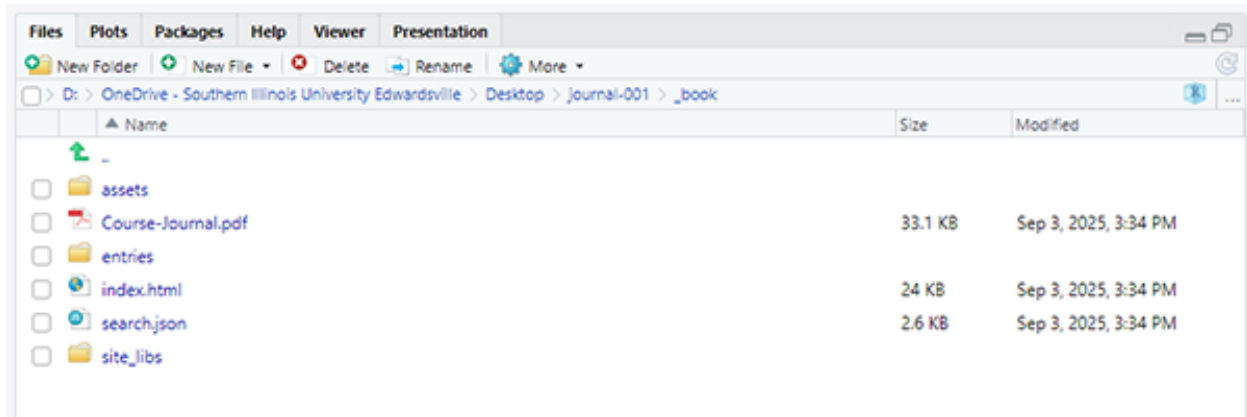 Files Plots Packages Help Viewer Presentation
New Folder New File Delete Rename More
D: > OneDrive - Southern Illinois University Edwardsville > Desktop > journal-001 > _book R ...
Name Size Modified
..
assets
Course-Journal.pdf 33.1 KB Sep 3, 2025, 3:34 PM
entries
index.html 24 KB Sep 3, 2025, 3:34 PM
search.json 2.6 KB Sep 3, 2025, 3:34 PM
site_libs